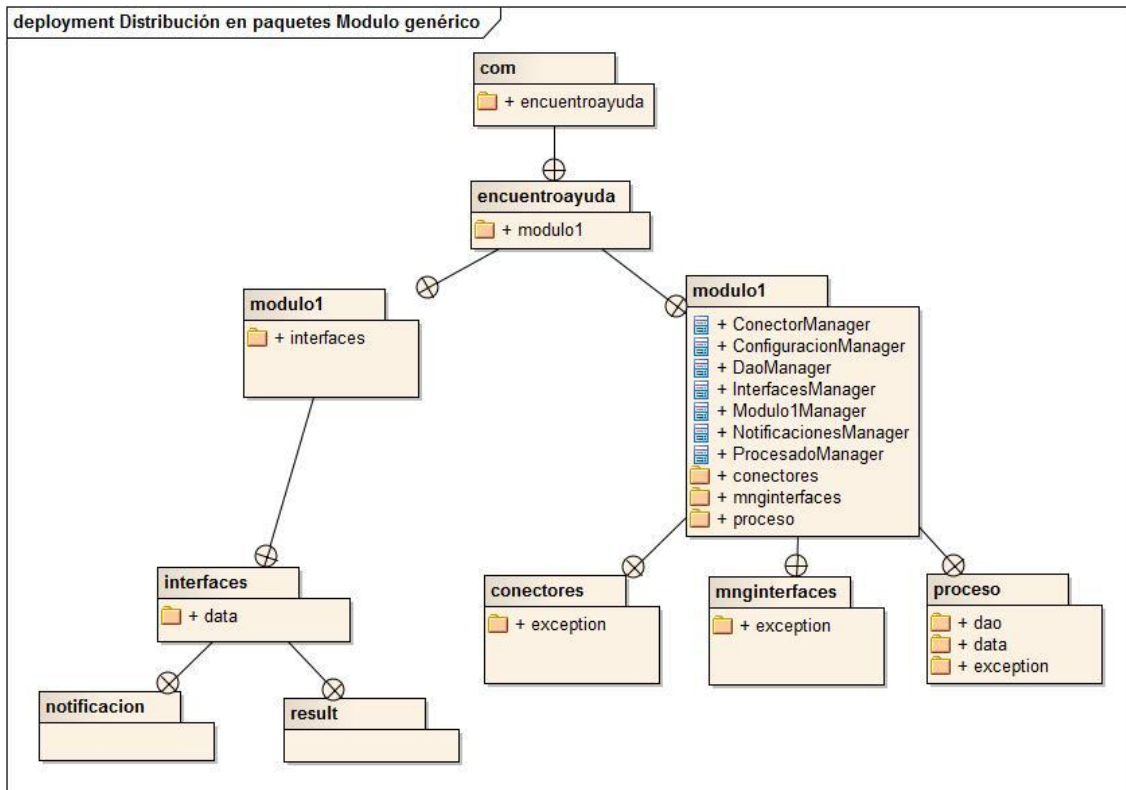 deployment Distribución en paquetes Modulo genérico
com
+ encuentroayuda
encuentroayuda
+ modulo1
modulo1
+ interfaces
modulo1
+ ConectorManager
+ ConfiguracionManager
+ DaoManager
+ InterfacesManager
+ Modulo1Manager
+ NotificacionesManager
+ ProcesadoManager
+ conectores
+ mnginterfaces
+ proceso
interfaces
+ data
conectores
+ exception
mnginterfaces
+ exception
proceso
+ dao
+ data
+ exception
notificacion
result